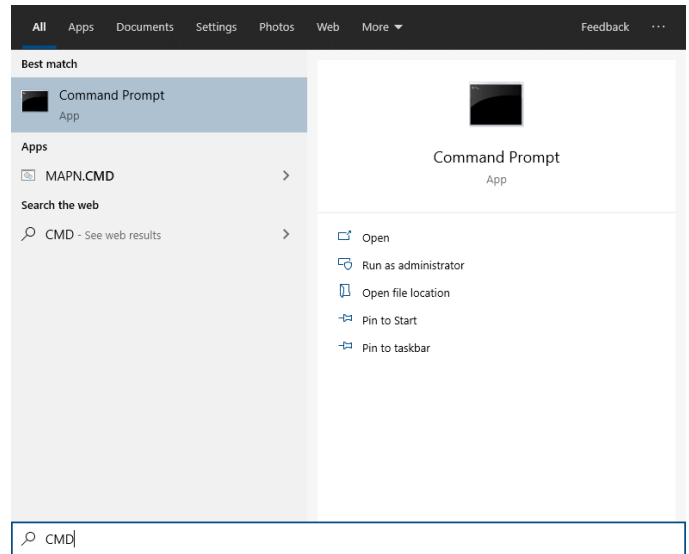 All Apps Documents Settings Photos Web More Feedback ...
Best match
Command Prompt
App
Apps
MAPN.CMD
Search the web
CMD - See web results
Command Prompt
App
Open
Run as administrator
Open file location
Pin to Start
Pin to taskbar
CMD